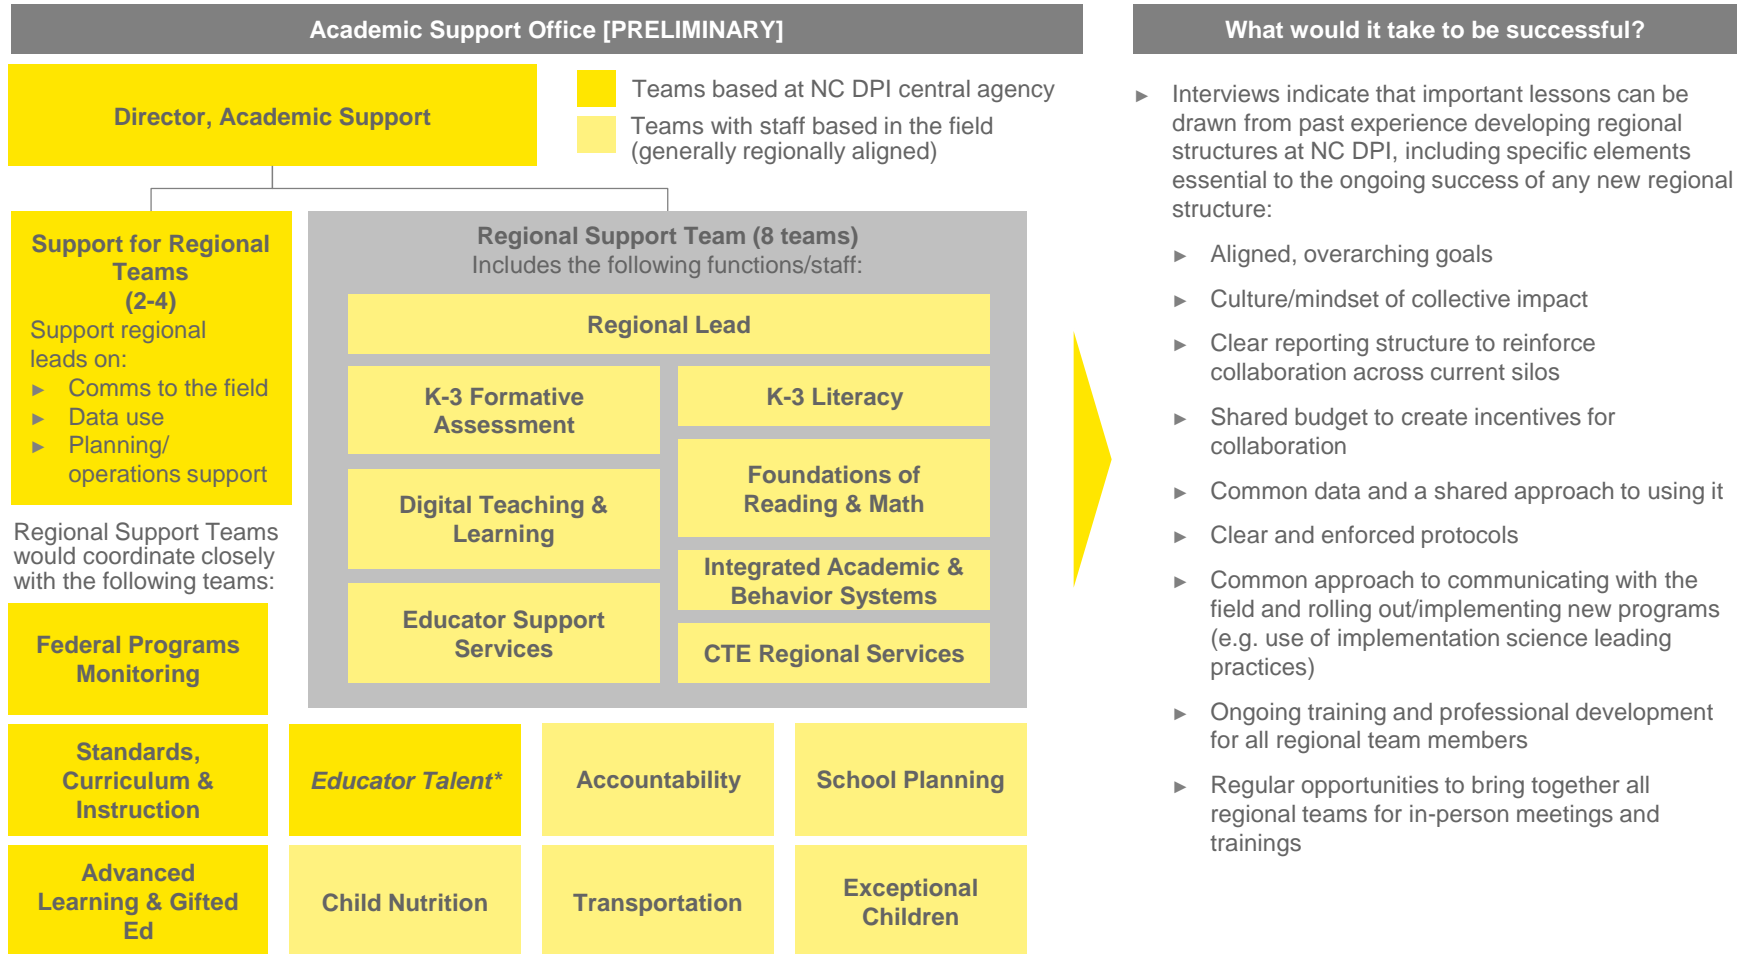 Academic Support Office [PRELIMINARY]
Director, Academic Support
Teams based at NC DPI central agency
Teams with staff based in the field
(generally regionally aligned)
Support for Regional
Teams
(2-4)
Support regional
leads on:
► Comms to the field
► Data use
► Planning/
operations support
Regional Support Team (8 teams)
Includes the following functions/staff:
Regional Lead
K-3 Formative
Assessment
K-3 Literacy
Digital Teaching &
Learning
Foundations of
Reading & Math
Educator Support
Services
Integrated Academic &
Behavior Systems
CTE Regional Services
Regional Support Teams
would coordinate closely
with the following teams:
Federal Programs
Monitoring
Standards,
Curriculum &
Instruction
Educator Talent*
Accountability
School Planning
Advanced
Learning & Gifted
Ed
Child Nutrition
Transportation
Exceptional
Children
What would it take to be successful?
► Interviews indicate that important lessons can be
drawn from past experience developing regional
structures at NC DPI, including specific elements
essential to the ongoing success of any new regional
structure:
► Aligned, overarching goals
► Culture/mindset of collective impact
► Clear reporting structure to reinforce
collaboration across current silos
► Shared budget to create incentives for
collaboration
► Common data and a shared approach to using it
► Clear and enforced protocols
► Common approach to communicating with the
field and rolling out/implementing new programs
(e.g. use of implementation science leading
practices)
► Ongoing training and professional development
for all regional team members
► Regular opportunities to bring together all
regional teams for in-person meetings and
trainings